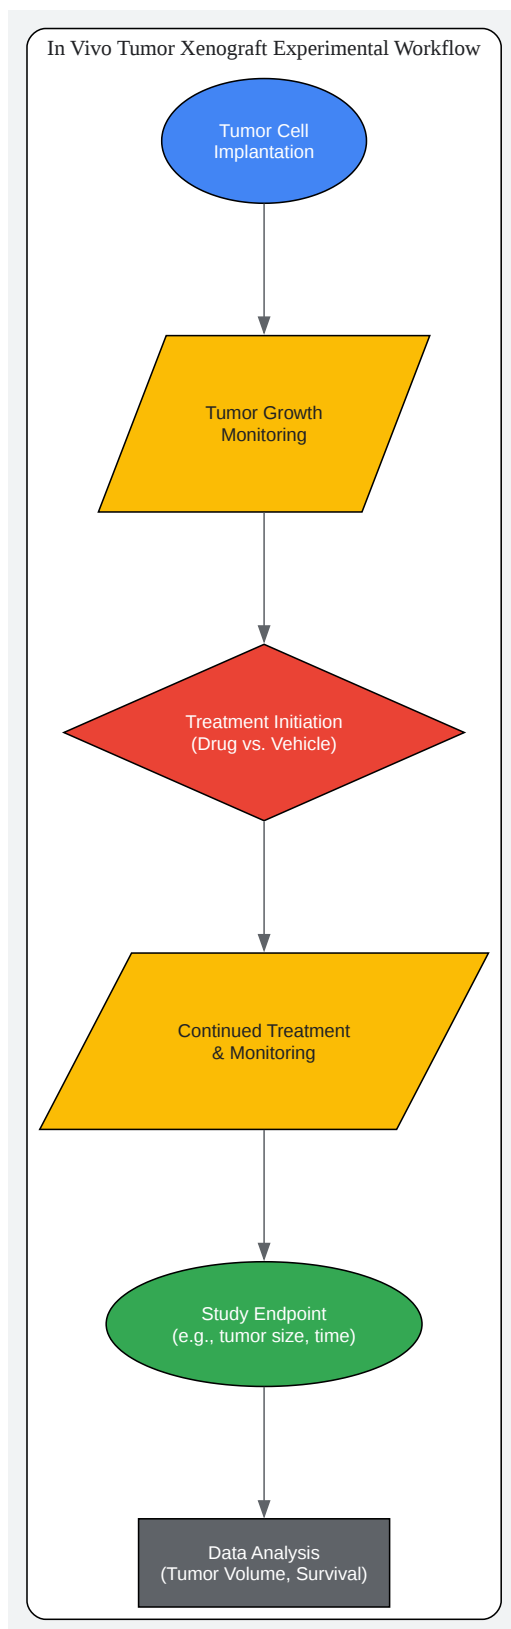 In Vivo Tumor Xenograft Experimental Workflow
Tumor Cell
Implantation
Tumor Growth
Monitoring
Treatment Initiation
(Drug vs. Vehicle)
Continued Treatment
& Monitoring
Study Endpoint
(e.g., tumor size, time)
Data Analysis
(Tumor Volume, Survival)